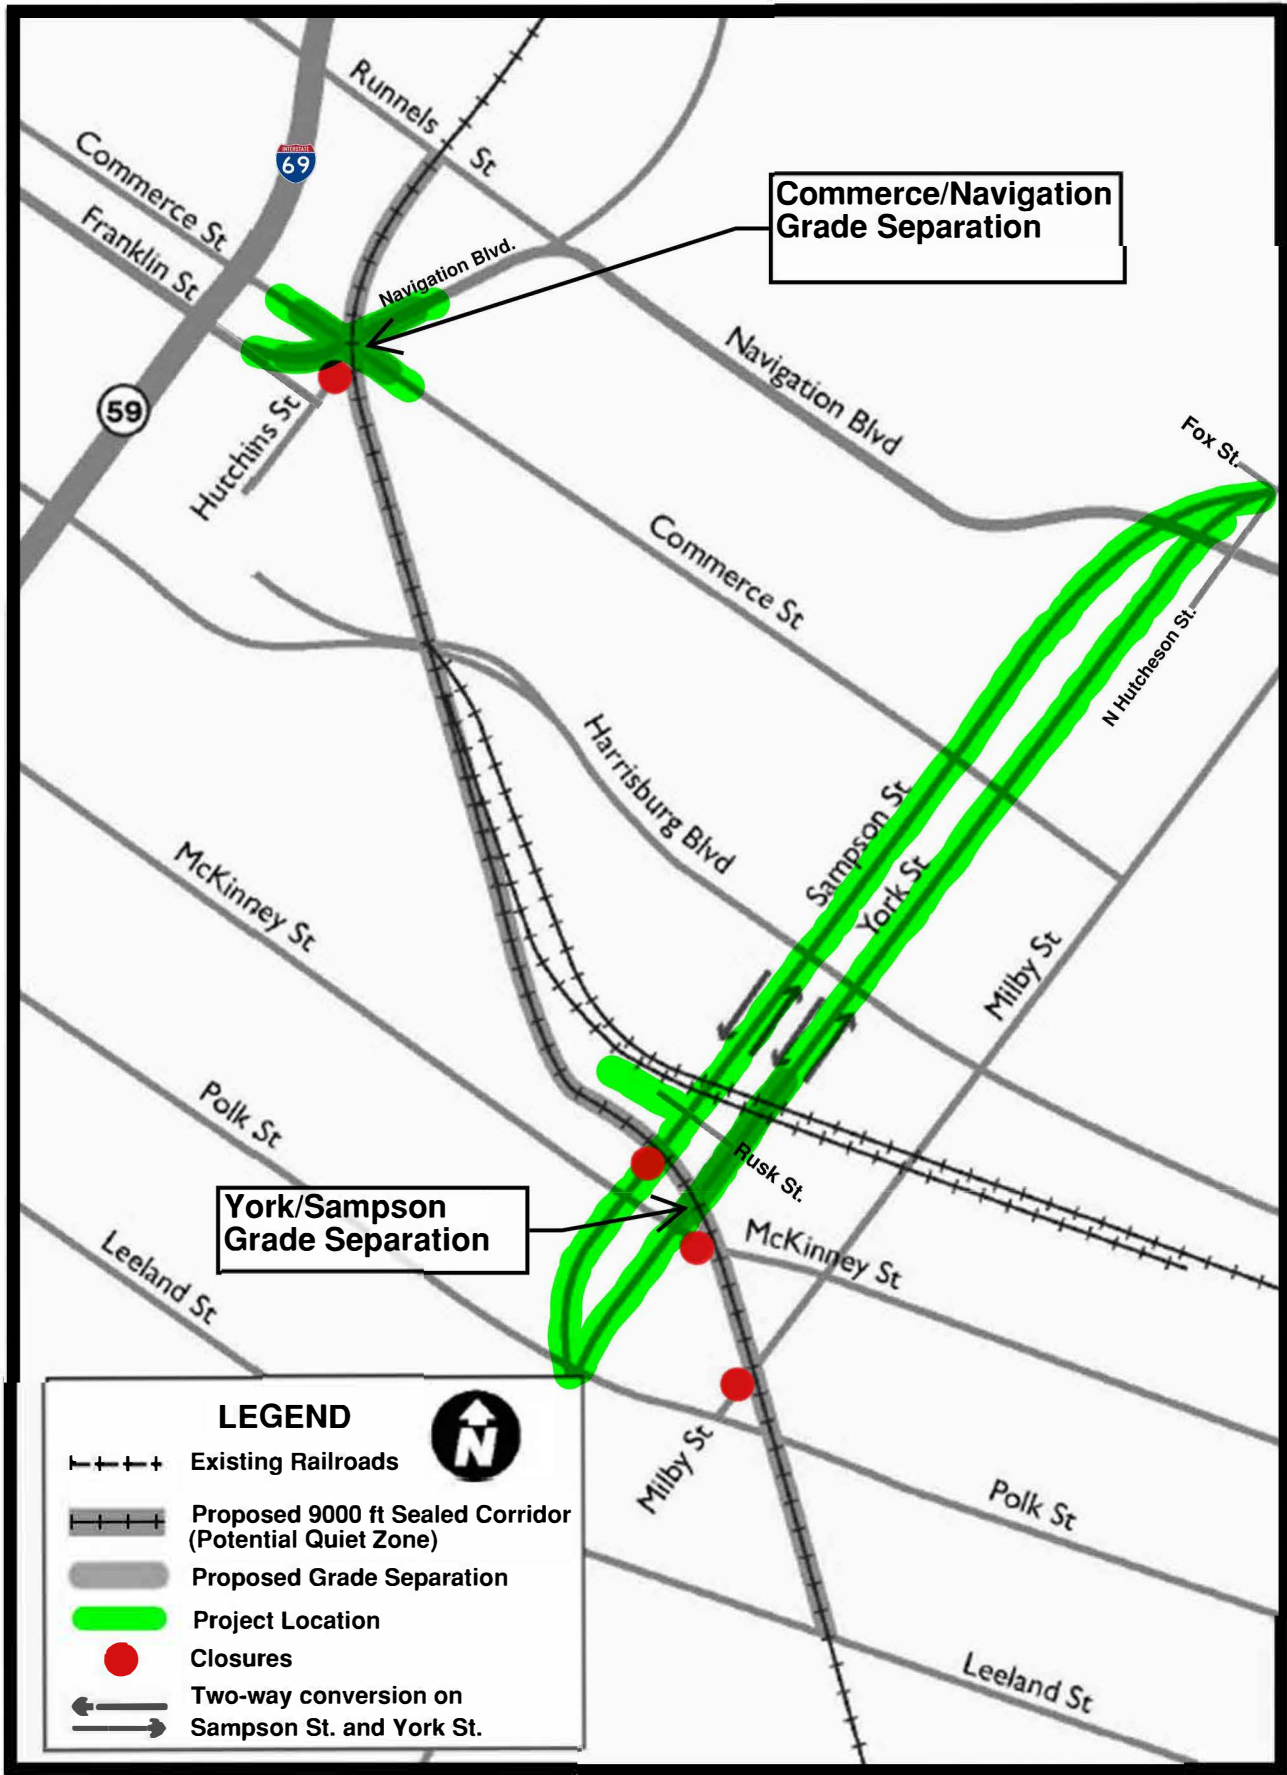 Runnels St
Commerce St
INTERSTATE
69
Franklin St
Commerce/Navigation
Grade Separation
Navigation Blvd.
59
Hutchins St
Navigation Blvd
Fox St.
Commerce St
N Hutcheson St.
Harrisburg Blvd
Sampson St
York St
McKinney St
Milby St
Polk St
Rusk St.
York/Sampson
Grade Separation
McKinney St
Leeland St
Milby St
Polk St
Leeland St
LEGEND
N
Existing Railroads
Proposed 9000 ft Sealed Corridor
(Potential Quiet Zone)
Proposed Grade Separation
Project Location
Closures
Two-way conversion on
Sampson St. and York St.